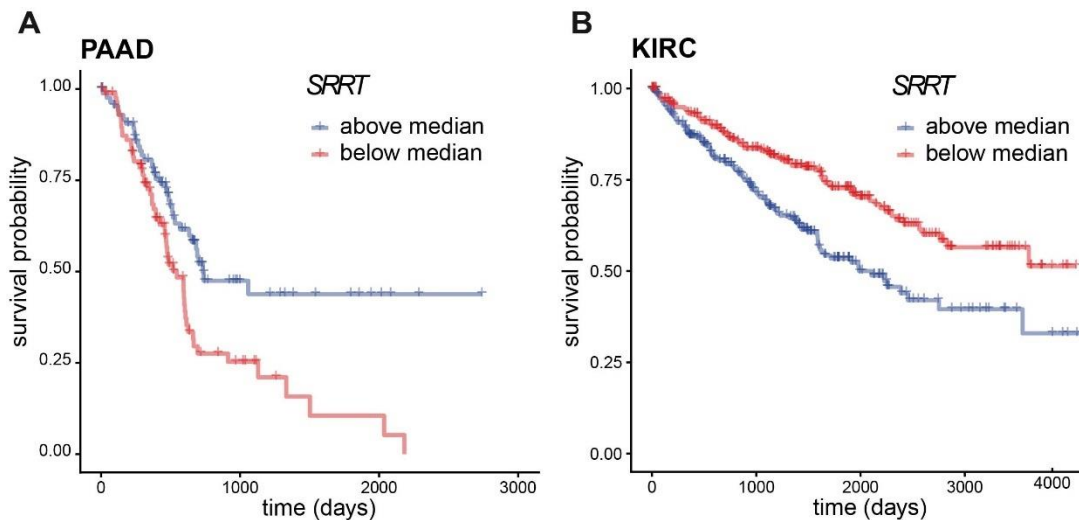 A
PAAD
SRRT
above median
below median
survival probability
1.00
0.75
0.50
0.25
0.00
0
1000
2000
3000
time (days)
B
KIRC
SRRT
above median
below median
survival probability
1.00
0.75
0.50
0.25
0.00
0
1000
2000
3000
4000
time (days)